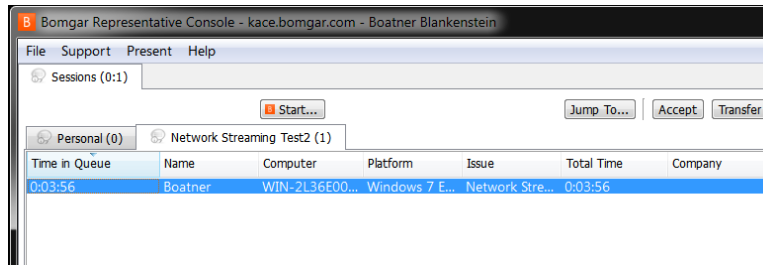 B Bomgar Representative Console - kace.bomgar.com - Boatner Blankenstein
File Support Present Help
Sessions (0:1)
B Start... Jump To... Accept Transfer
Personal (0) Network Streaming Test2 (1)
Time in Queue Name Computer Platform Issue Total Time Company
0:03:56 Boatner WIN-2L36E00... Windows 7 E... Network Stre... 0:03:56